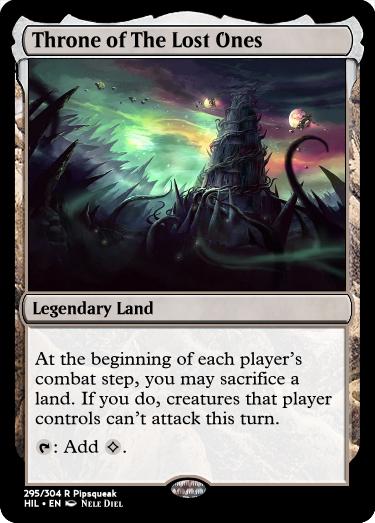 Throne of The Lost Ones
Legendary Land
At the beginning of each player's
combat step, you may sacrifice a
land. If you do, creatures that player
controls can't attack this turn.
: Add .
295/304 R Pipsqueak
HIL • EN Nele Diel